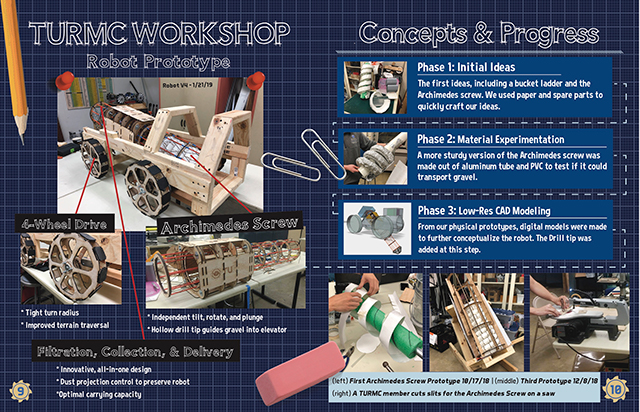 TURMC WORKSHOP
Robot Prototype
Robot V4 - 1/21/19
4-Wheel Drive
* Tight turn radius
* Improved terrain traversal
Archimedes Screw
* Independent tilt, rotate, and plunge
* Hollow drill tip guides gravel into elevator
Filtration, Collection, & Delivery
* Innovative, all-in-one design
* Dust projection control to preserve robot
*Optimal carrying capacity
9
Concepts & Progress
Phase 1: Initial Ideas
The first ideas, including a bucket ladder and the
Archimedes screw. We used paper and spare parts to
quickly craft our ideas.
Phase 2: Material Experimentation
A more sturdy version of the Archimedes screw was
made out of aluminum tube and PVC to test if it could
transport gravel.
Phase 3: Low-Res CAD Modeling
From our physical prototypes, digital models were made
to further conceptualize the robot. The Drill tip was
added at this step.
(left) First Archimedes Screw Prototype 10/17/18 | (middle) Third Prototype 12/8/18
(right) A TURMC member cuts slits for the Archimedes Screw on a saw
10